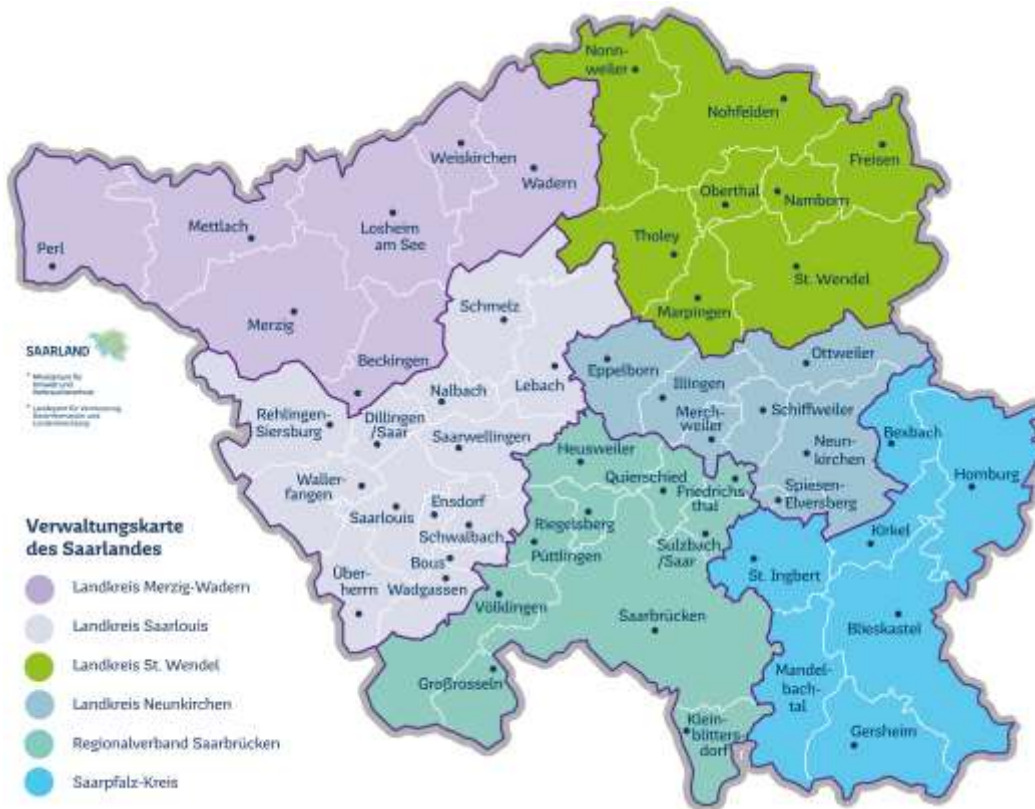 Nonn-
weiler
Nohfelden
Freisen
Weiskirchen
Wadern
Oberthal
Namborn
Mettlach
Losheim
am See
Perl
Tholey
St. Wendel
Marpingen
Schmelz
Merzig
SAARLAND
Beckingen
Lebach
Eppelborn
Illingen
Ottweiler
Nalbach
Rehlingen-
Siersburg
Dillingen
/Saar
Merch-
weiler
Schiffweiler
Saarwellingen
Heusweiler
Neun-
kirchen
Bexbach
Homburg
Waller-
fangen
Quierschied
Friedrichs
thal
Spiesen-
Elversberg
Saarlouis
Ensdorf
Schwalbach
Riegelsberg
Püttlingen
Sulzbach
/Saar
Kirkel
St. Ingbert
Bous
Wadgassen
Über-
herrn
Völklingen
Saarbrücken
Blieskastel
Großrosseln
Mandel-
bach-
tal
Klein-
blitters
dorf
Gersheim
Verwaltungskarte
des Saarlandes
Landkreis Merzig-Wadern
Landkreis Saarlouis
Landkreis St. Wendel
Landkreis Neunkirchen
Regionalverband Saarbrücken
Saarpfalz-Kreis